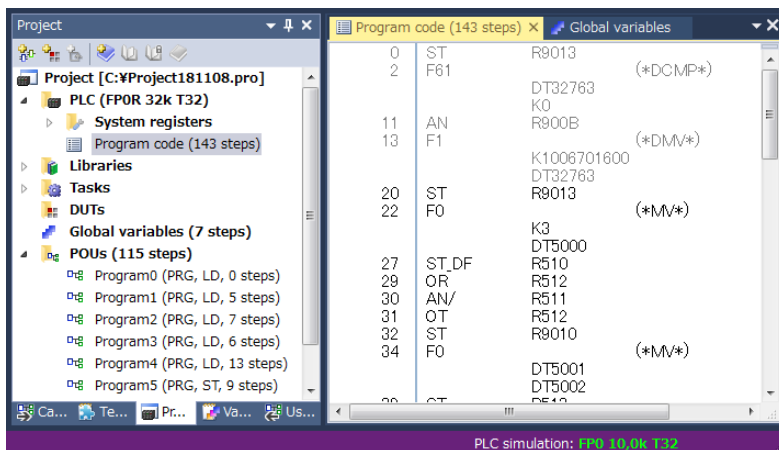 Project
Project [C:¥Project181108.pro]
PLC (FP0R 32k T32)
System registers
Program code (143 steps)
Libraries
Tasks
DUTs
Global variables (7 steps)
POUs (115 steps)
Program0 (PRG, LD, 0 steps)
Program1 (PRG, LD, 5 steps)
Program2 (PRG, LD, 7 steps)
Program3 (PRG, LD, 6 steps)
Program4 (PRG, LD, 13 steps)
Program5 (PRG, ST, 9 steps)
Ca... Te... Pr... Va... Us...
Program code (143 steps) Global variables
0 ST R9013
2 F61 (*DCMP*)
DT32763
K0
11 AN R900B
13 F1 (*DMV*)
K1006701600
DT32763
20 ST R9013
22 F0 (*MV*)
K3
DT5000
27 ST_DF R510
29 OR R512
30 AN/ R511
31 OT R512
32 ST R9010
34 F0 (*MV*)
DT5001
DT5002
PLC simulation: FP0 10,0k T32